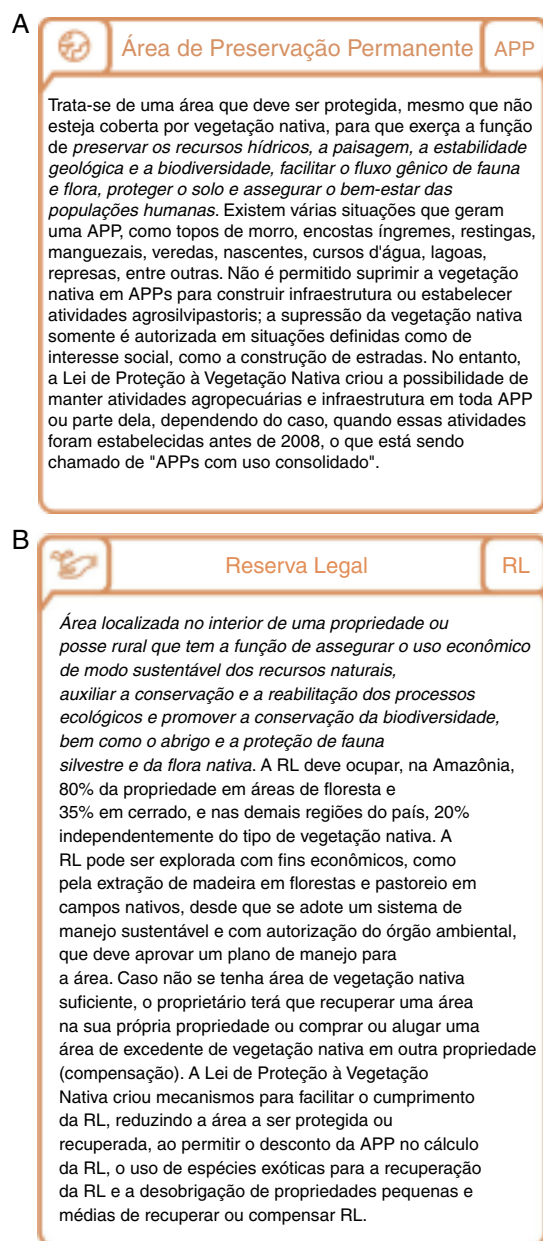 A
Área de Preservação Permanente APP
Trata-se de uma área que deve ser protegida, mesmo que não
esteja coberta por vegetação nativa, para que exerça a função
de preservar os recursos hídricos, a paisagem, a estabilidade
geológica e a biodiversidade, facilitar o fluxo gênico de fauna
e flora, proteger o solo e assegurar o bem-estar das
populações humanas. Existem várias situações que geram
uma APP, como topos de morro, encostas íngremes, restingas,
manguezais, veredas, nascentes, cursos d'água, lagoas,
represas, entre outras. Não é permitido suprimir a vegetação
nativa em APPs para construir infraestrutura ou estabelecer
atividades agrosilvipastoris; a supressão da vegetação nativa
somente é autorizada em situações definidas como de
interesse social, como a construção de estradas. No entanto,
a Lei de Proteção à Vegetação Nativa criou a possibilidade de
manter atividades agropecuárias e infraestrutura em toda APP
ou parte dela, dependendo do caso, quando essas atividades
foram estabelecidas antes de 2008, o que está sendo
chamado de "APPs com uso consolidado".
B
Reserva Legal RL
Área localizada no interior de uma propriedade ou
posse rural que tem a função de assegurar o uso econômico
de modo sustentável dos recursos naturais,
auxiliar a conservação e a reabilitação dos processos
ecológicos e promover a conservação da biodiversidade,
bem como o abrigo e a proteção de fauna
silvestre e da flora nativa. A RL deve ocupar, na Amazônia,
80% da propriedade em áreas de floresta e
35% em cerrado, e nas demais regiões do país, 20%
independentemente do tipo de vegetação nativa. A
RL pode ser explorada com fins econômicos, como
pela extração de madeira em florestas e pastoreio em
campos nativos, desde que se adote um sistema de
manejo sustentável e com autorização do órgão ambiental,
que deve aprovar um plano de manejo para
a área. Caso não se tenha área de vegetação nativa
suficiente, o proprietário terá que recuperar uma área
na sua própria propriedade ou comprar ou alugar uma
área de excedente de vegetação nativa em outra propriedade
(compensação). A Lei de Proteção à Vegetação
Nativa criou mecanismos para facilitar o cumprimento
da RL, reduzindo a área a ser protegida ou
recuperada, ao permitir o desconto da APP no cálculo
da RL, o uso de espécies exóticas para a recuperação
da RL e a desobrigação de propriedades pequenas e
médias de recuperar ou compensar RL.